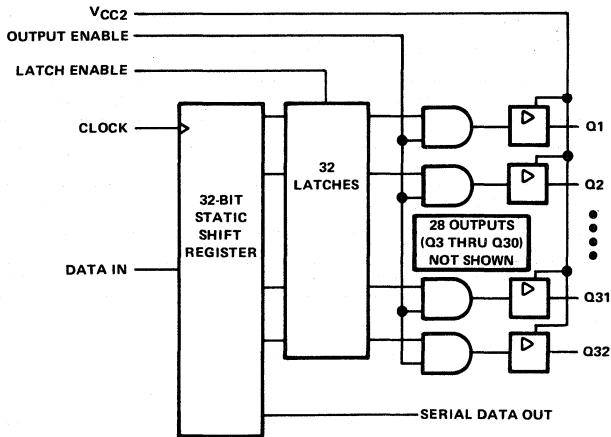 VCC2
OUTPUT ENABLE
LATCH ENABLE
CLOCK
DATA IN
32-BIT
STATIC
SHIFT
REGISTER
32
LATCHES
Q1
Q2
28 OUTPUTS
(Q3 THRU Q30)
NOT SHOWN
Q31
Q32
SERIAL DATA OUT